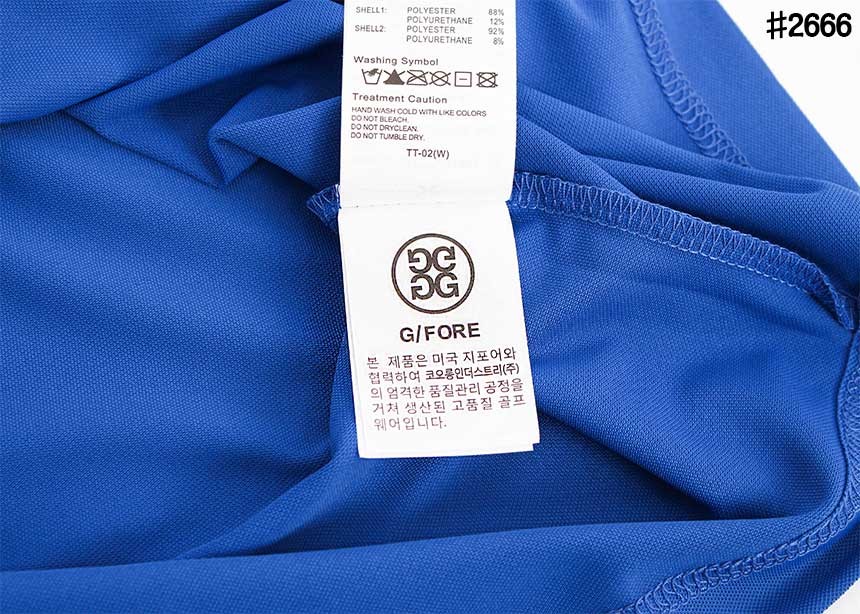 #2666
SHELL1: POLYESTER 88%
POLYURETHANE 12%
SHELL2: POLYESTER 92%
POLYURETHANE 8%
Washing Symbol
Treatment Caution
HAND WASH COLD WITH LIKE COLORS
DO NOT BLEACH.
DO NOT DRYCLEAN.
DO NOT TUMBLE DRY.
TT-02(W)
G/FORE
본 제품은 미국 지포어와
협력하여 코오롱인더스트리(주)
의 엄격한 품질관리 공정을
거쳐 생산된 고품질 골프
웨어입니다.